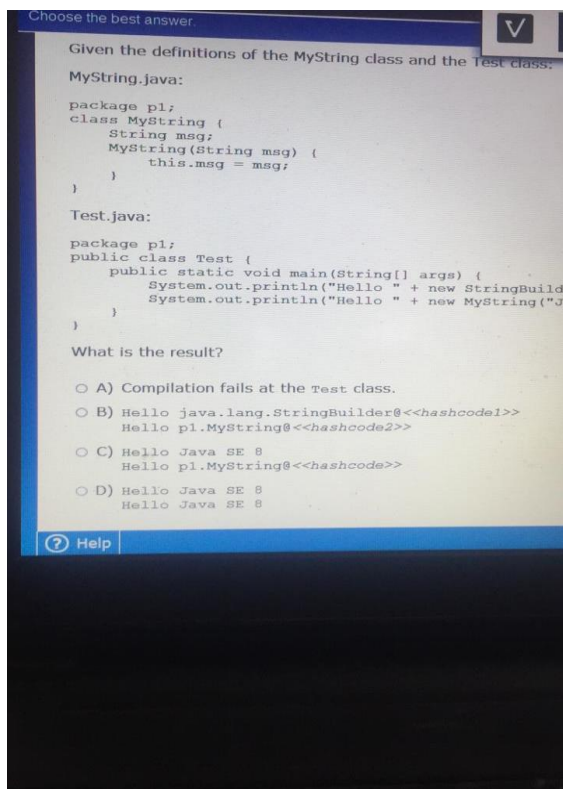 Choose the best answer.
Given the definitions of the MyString class and the Test class:
MyString.java:
package p1;
class MyString {
String msg;
MyString(String msg) {
this.msg = msg;
}
}
Test.java:
package p1;
public class Test {
public static void main(String[] args) {
System.out.println("Hello " + new StringBuild
System.out.println("Hello " + new MyString("J
}
}
What is the result?
A) Compilation fails at the Test class.
B) Hello java.lang.StringBuilder@<<hashcode1>>
Hello p1.MyString@<<hashcode2>>
C) Hello Java SE 8
Hello p1.MyString@<<hashcode>>
D) Hello Java SE 8
Hello Java SE 8
? Help